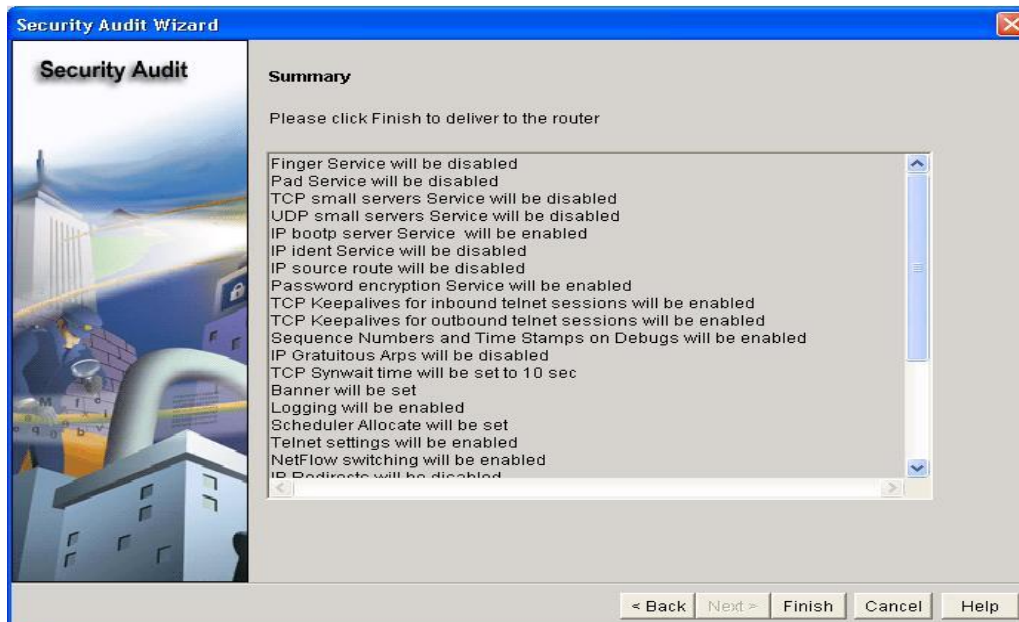 Security Audit Wizard
Security Audit
Summary
Please click Finish to deliver to the router
Finger Service will be disabled
Pad Service will be disabled
TCP small servers Service will be disabled
UDP small servers Service will be disabled
IP bootp server Service will be enabled
IP ident Service will be disabled
IP source route will be disabled
Password encryption Service will be enabled
TCP Keepalives for inbound telnet sessions will be enabled
TCP Keepalives for outbound telnet sessions will be enabled
Sequence Numbers and Time Stamps on Debugs will be enabled
IP Gratuitous Arps will be disabled
TCP Synwait time will be set to 10 sec
Banner will be set
Logging will be enabled
Scheduler Allocate will be set
Telnet settings will be enabled
NetFlow switching will be enabled
IP Redirects will be disabled
< Back Next > Finish Cancel Help